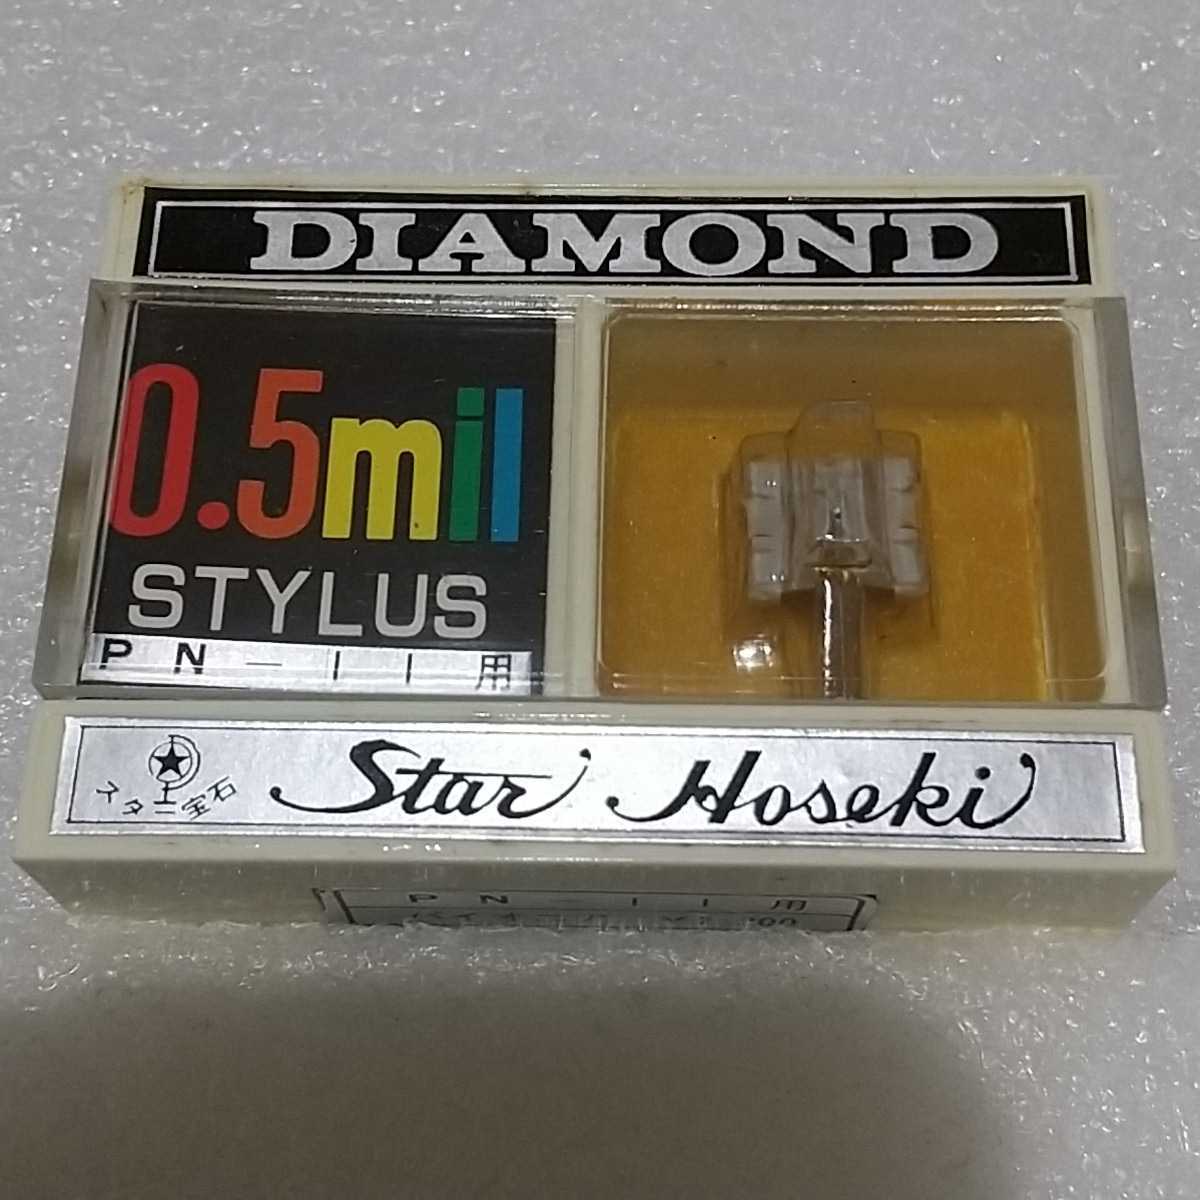 DIAMOND
0.5mil
STYLUS
PN-11用
スター宝石
Star Hoseki
PN-11用